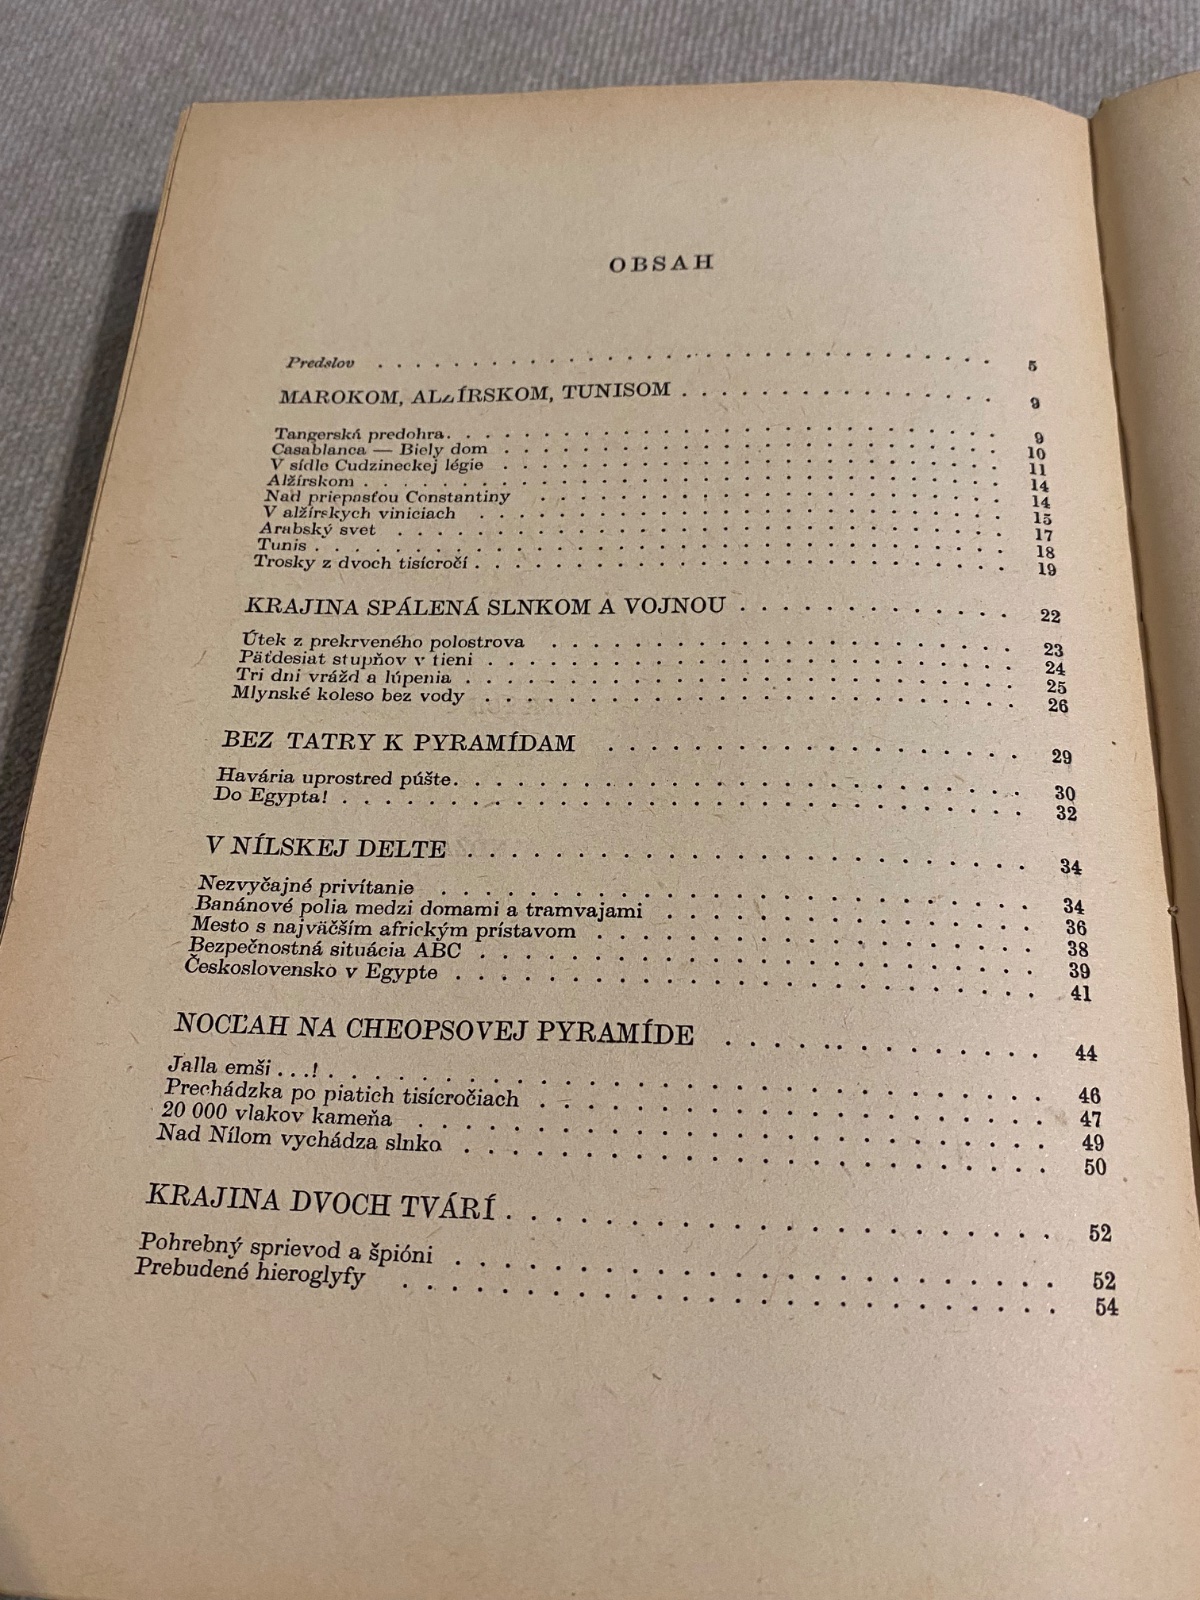 OBSAH
Predslov . . . . . . . . . . . . . . . . . . . . . . . . . . 5
MAROKOM, ALŽÍRSKOM, TUNISOM . . . . . . . . . . . . . . 9
Tangerská predohra. . . . . . . . . . . . . . . . . . . . . . 9
Casablanca — Biely dom . . . . . . . . . . . . . . . . . . . . 10
V sídle Cudzineckej légie . . . . . . . . . . . . . . . . . . . . 11
Alžírskom . . . . . . . . . . . . . . . . . . . . . . . . . . 14
Nad priepasťou Constantiny . . . . . . . . . . . . . . . . . . . 14
V alžírskych viniciach . . . . . . . . . . . . . . . . . . . . . 15
Arabský svet . . . . . . . . . . . . . . . . . . . . . . . . 17
Tunis . . . . . . . . . . . . . . . . . . . . . . . . . . . . 18
Trosky z dvoch tisícročí . . . . . . . . . . . . . . . . . . . . . 19
KRAJINA SPÁLENÁ SLNKOM A VOJNOU . . . . . . . . . . . . 22
Útek z prekrveného polostrova . . . . . . . . . . . . . . . . . . . 23
Päťdesiat stupňov v tieni . . . . . . . . . . . . . . . . . . . . . 24
Tri dni vrážd a lúpenia . . . . . . . . . . . . . . . . . . . . . . 25
Mlynské koleso bez vody . . . . . . . . . . . . . . . . . . . . . 26
BEZ TATRY K PYRAMÍDAM . . . . . . . . . . . . . . . . . 29
Havária uprostred púšte. . . . . . . . . . . . . . . . . . . . . . 30
Do Egypta! . . . . . . . . . . . . . . . . . . . . . . . . . . 32
V NÍLSKEJ DELTE . . . . . . . . . . . . . . . . . . . . . . 34
Nezvyčajné privítanie . . . . . . . . . . . . . . . . . . . . . . 34
Banánové polia medzi domami a tramvajami . . . . . . . . . . . . . . 36
Mesto s najväčším africkým prístavom . . . . . . . . . . . . . . . . 38
Bezpečnostná situácia ABC . . . . . . . . . . . . . . . . . . . . . 39
Československo v Egypte . . . . . . . . . . . . . . . . . . . . . . 41
NOCĽAH NA CHEOPSOVEJ PYRAMÍDE . . . . . . . . . . . . . 44
Jalla emši . . .! . . . . . . . . . . . . . . . . . . . . . . . . . 46
Prechádzka po piatich tisícročiach . . . . . . . . . . . . . . . . . . 47
20 000 vlakov kameňa . . . . . . . . . . . . . . . . . . . . . . . 49
Nad Nílom vychádza slnko . . . . . . . . . . . . . . . . . . . . . 50
KRAJINA DVOCH TVÁRÍ . . . . . . . . . . . . . . . . . . . . 52
Pohrebný sprievod a špióni . . . . . . . . . . . . . . . . . . . . . 52
Prebudené hieroglyfy . . . . . . . . . . . . . . . . . . . . . . . 54